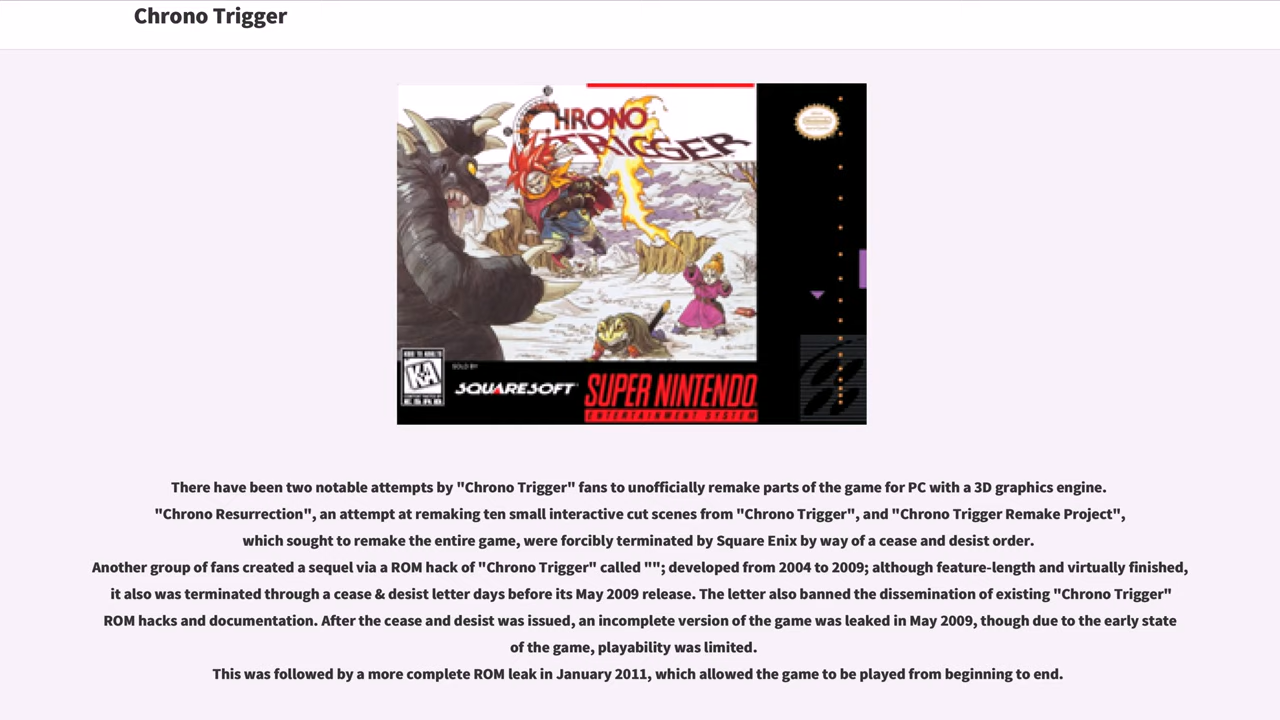 Chrono Trigger
CHRONO
TRIGGER
SOLD BY
SQUARESOFT
SUPER NINTENDO
ENTERTAINMENT SYSTEM
KA
ESRB
Nintendo
There have been two notable attempts by "Chrono Trigger" fans to unofficially remake parts of the game for PC with a 3D graphics engine.
"Chrono Resurrection", an attempt at remaking ten small interactive cut scenes from "Chrono Trigger", and "Chrono Trigger Remake Project",
which sought to remake the entire game, were forcibly terminated by Square Enix by way of a cease and desist order.
Another group of fans created a sequel via a ROM hack of "Chrono Trigger" called ""; developed from 2004 to 2009; although feature-length and virtually finished,
it also was terminated through a cease & desist letter days before its May 2009 release. The letter also banned the dissemination of existing "Chrono Trigger"
ROM hacks and documentation. After the cease and desist was issued, an incomplete version of the game was leaked in May 2009, though due to the early state
of the game, playability was limited.
This was followed by a more complete ROM leak in January 2011, which allowed the game to be played from beginning to end.